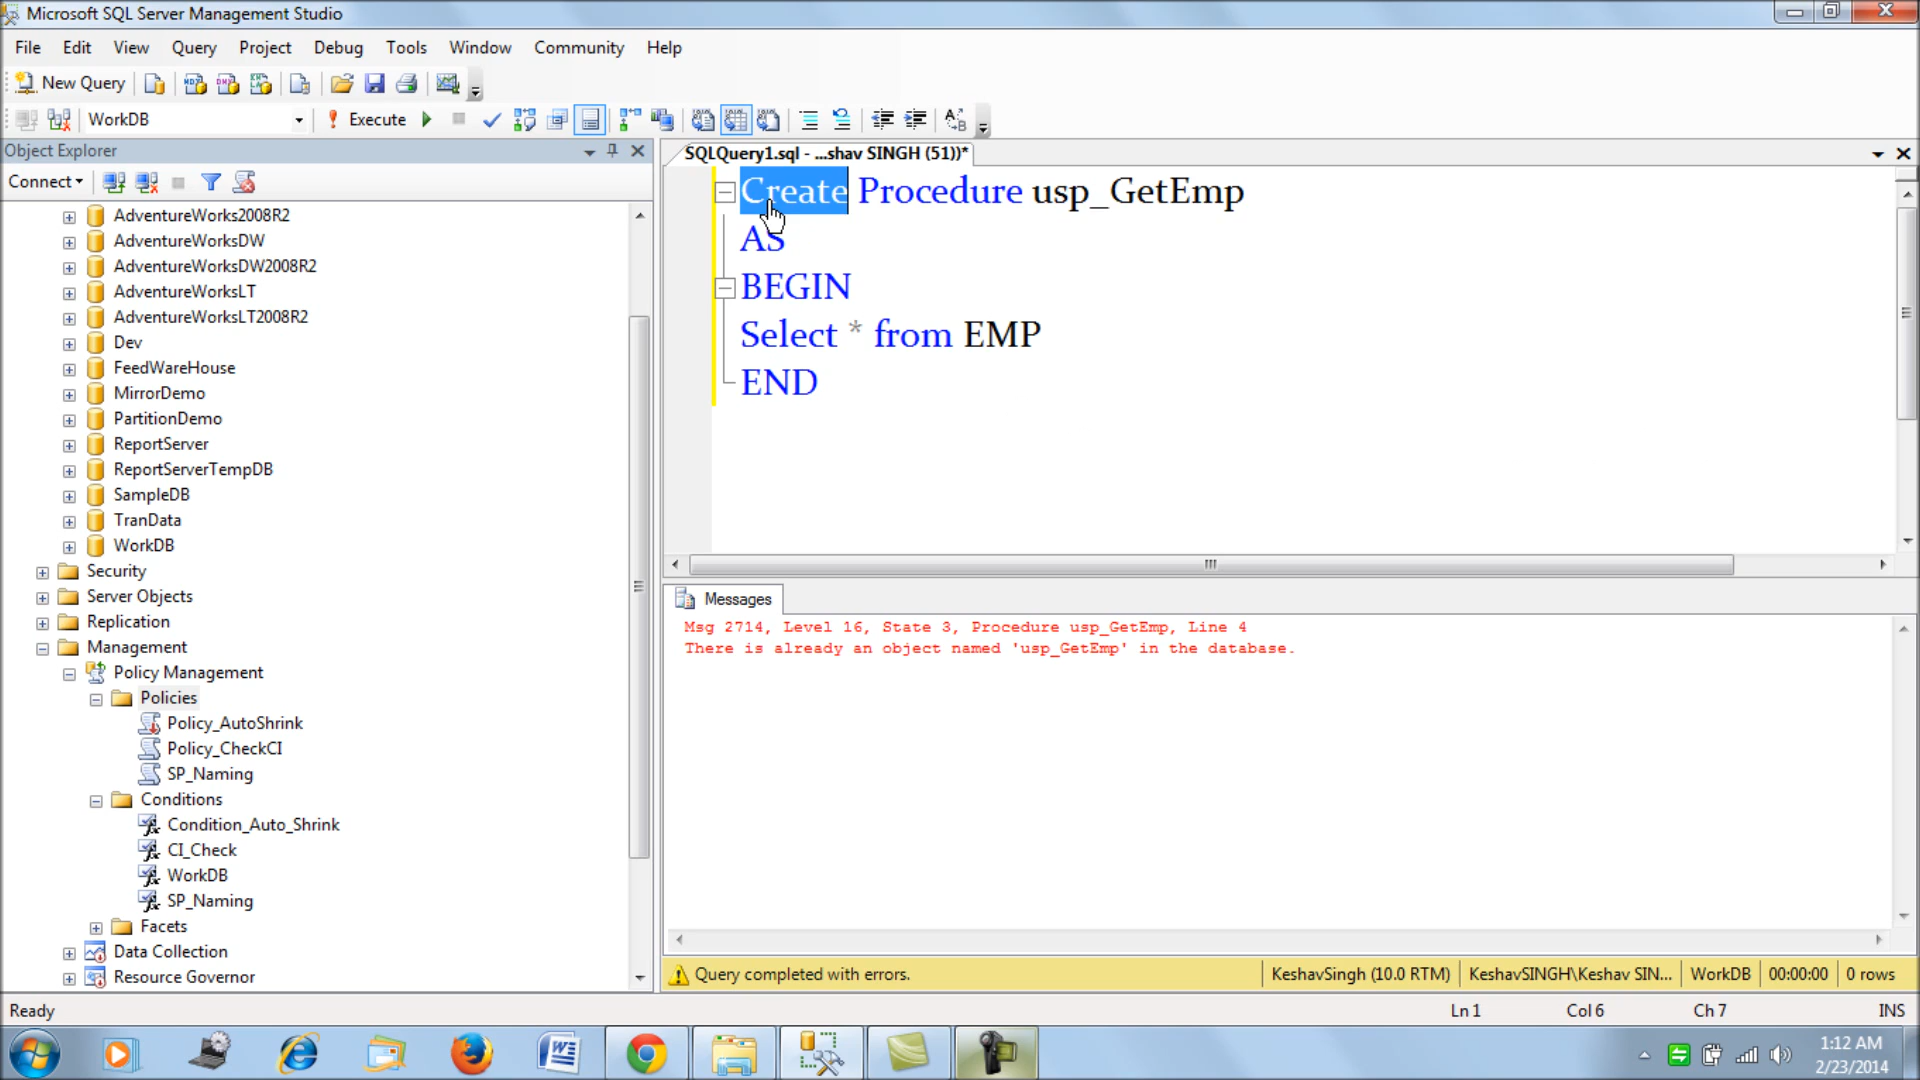 Microsoft SQL Server Management Studio
File Edit View Query Project Debug Tools Window Community Help
New Query
WorkDB Execute
Object Explorer
Connect
AdventureWorks2008R2
AdventureWorksDW
AdventureWorksDW2008R2
AdventureWorksLT
AdventureWorksLT2008R2
Dev
FeedWareHouse
MirrorDemo
PartitionDemo
ReportServer
ReportServerTempDB
SampleDB
TranData
WorkDB
Security
Server Objects
Replication
Management
Policy Management
Policies
Policy_AutoShrink
Policy_CheckCI
SP_Naming
Conditions
Condition_Auto_Shrink
CI_Check
WorkDB
SP_Naming
Facets
Data Collection
Resource Governor
SQLQuery1.sql - ...shav SINGH (51))*
Create Procedure usp_GetEmp
AS
BEGIN
Select * from EMP
END
Messages
Msg 2714, Level 16, State 3, Procedure usp_GetEmp, Line 4
There is already an object named 'usp_GetEmp' in the database.
Query completed with errors. KeshavSingh (10.0 RTM) KeshavSINGH\Keshav SIN... WorkDB 00:00:00 0 rows
Ready Ln 1 Col 6 Ch 7 INS
1:12 AM
2/23/2014